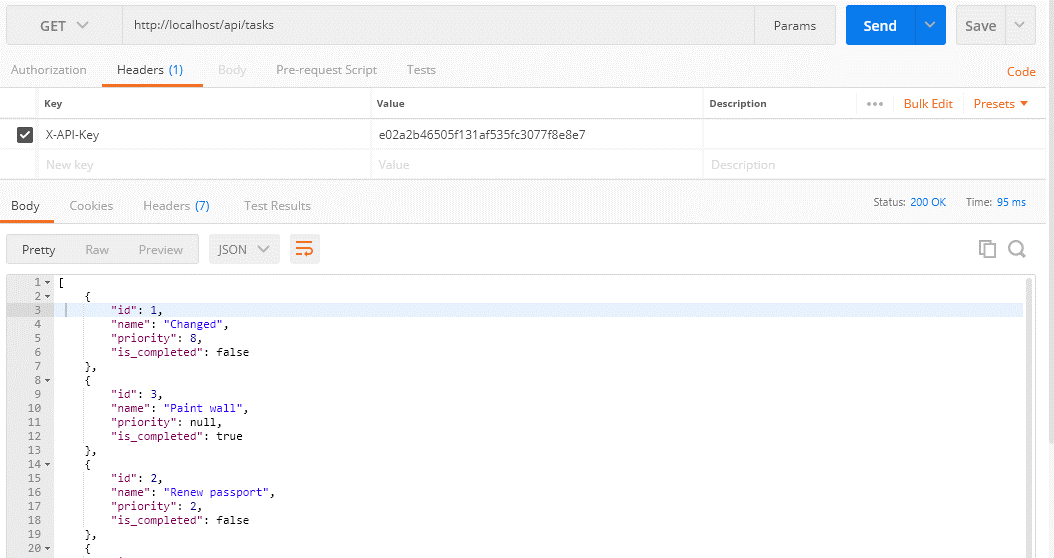 GET http://localhost/api/tasks Params Send Save
Authorization Headers (1) Body Pre-request Script Tests Code
Key Value Description ••• Bulk Edit Presets
X-API-Key e02a2b46505f131af535fc3077f8e8e7
New key Value Description
Body Cookies Headers (7) Test Results Status: 200 OK Time: 95 ms
Pretty Raw Preview JSON
1 [
2 {
3 "id": 1,
4 "name": "Changed",
5 "priority": 8,
6 "is_completed": false
7 },
8 {
9 "id": 3,
10 "name": "Paint wall",
11 "priority": null,
12 "is_completed": true
13 },
14 {
15 "id": 2,
16 "name": "Renew passport",
17 "priority": 2,
18 "is_completed": false
19 },
20 {